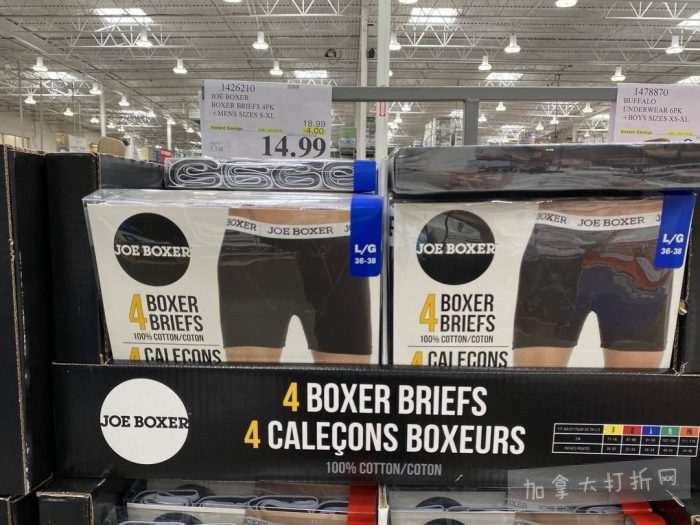 1426210
JOE BOXER
BOXER BRIEFS 4PK
+MENS SIZES S-XL
18.99
-4.00
14.99
1478870
BUFFALO
UNDERWEAR 6PK
+BOYS SIZES XS-XL
JOE BOXER
BOXER
JOE BOXER
L/G
36-38
4 BOXER
BRIEFS
100% COTTON/COTON
4 CALEÇONS
JOE BOXER
BOXER
JOE BOXER
L/G
36-38
4 BOXER
BRIEFS
100% COTTON/COTON
4 CALEÇONS
JOE BOXER
4 BOXER BRIEFS
4 CALEÇONS BOXEURS
100% COTTON/COTON
加拿大打折网